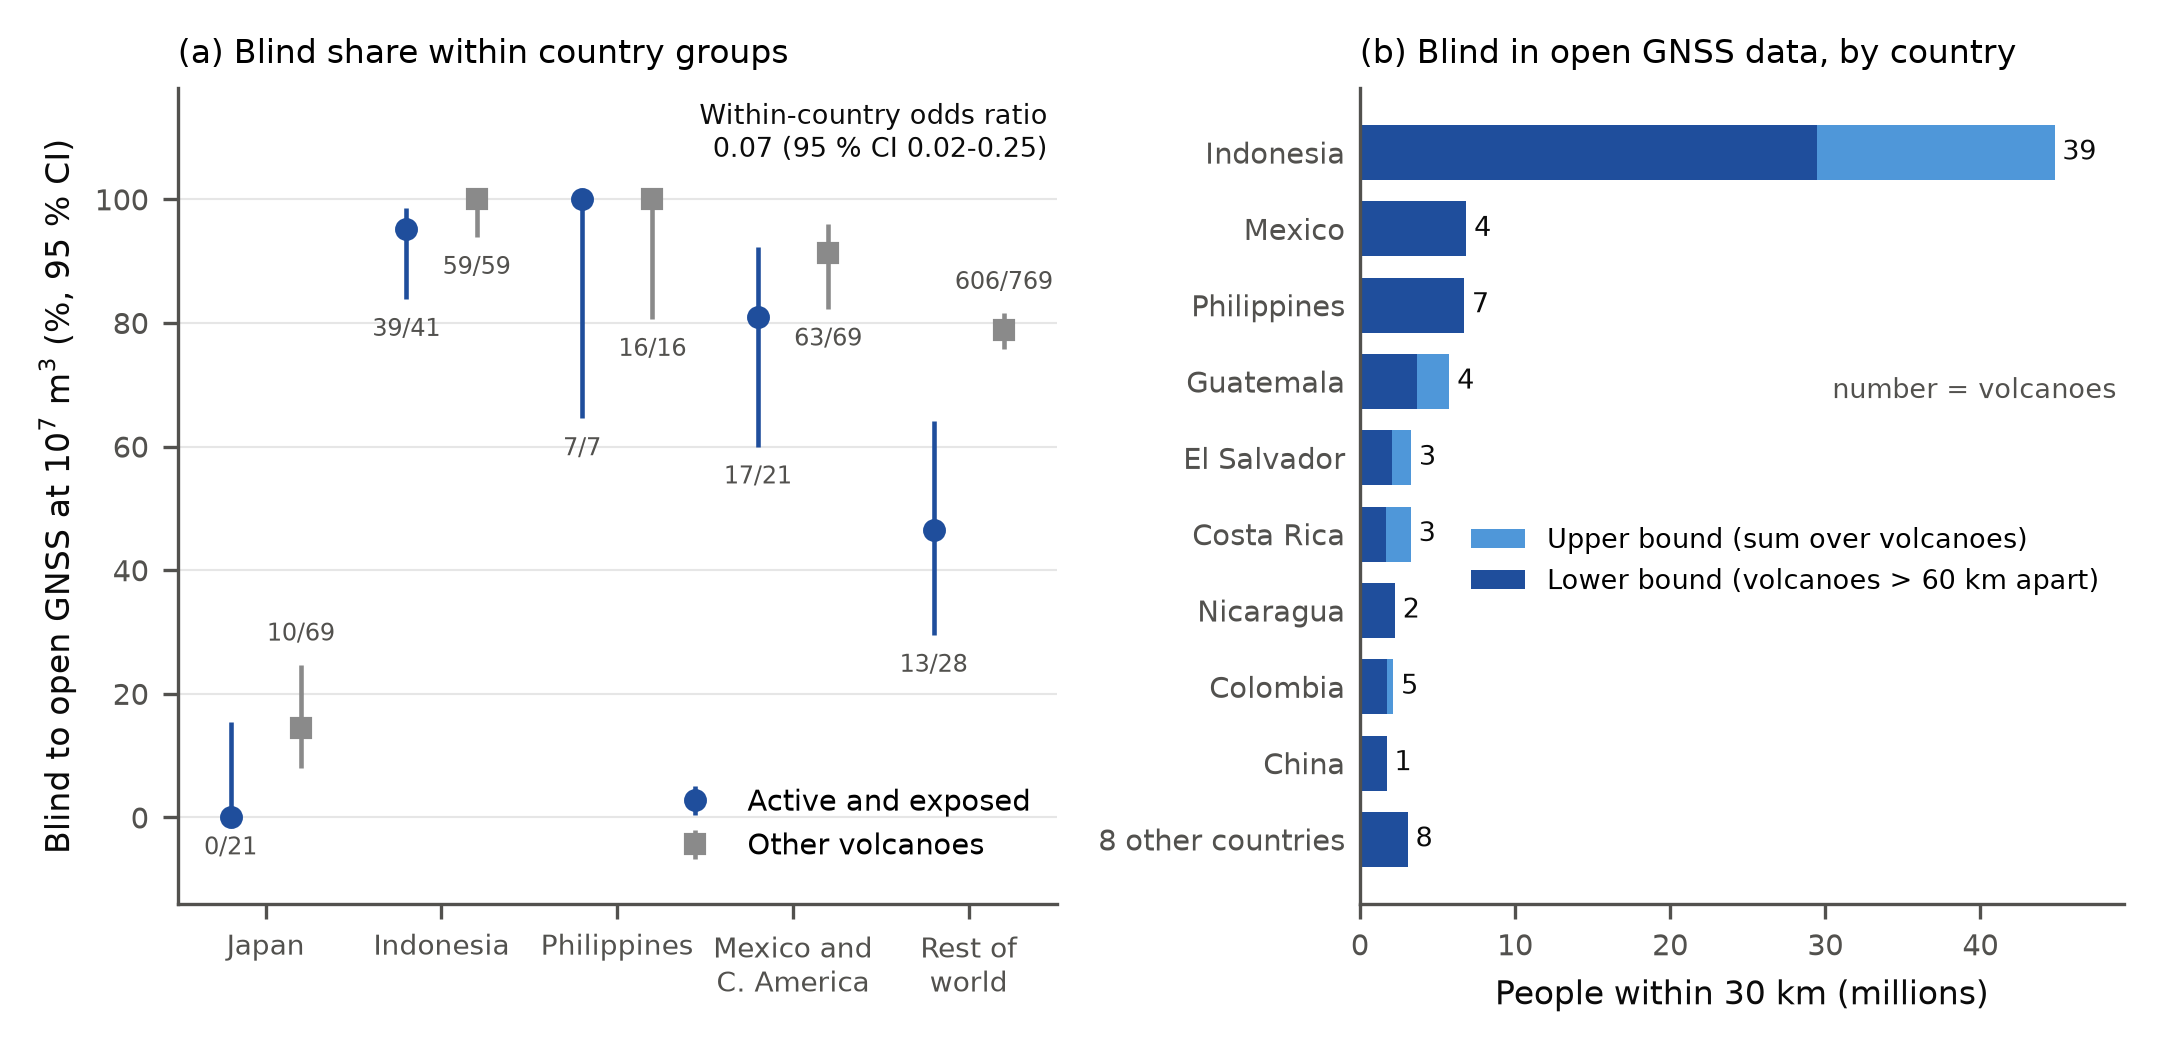 (a) Blind share within country groups
Within-country odds ratio
0.07 (95 % CI 0.02-0.25)
Blind to open GNSS at 10⁷ m³ (%, 95 % CI)
100
80
60
40
20
0
0/21
10/69
39/41
59/59
7/7
16/16
17/21
63/69
13/28
606/769
Active and exposed
Other volcanoes
Japan
Indonesia
Philippines
Mexico and
C. America
Rest of
world
(b) Blind in open GNSS data, by country
Indonesia 39
Mexico 4
Philippines 7
Guatemala 4
number = volcanoes
El Salvador 3
Costa Rica 3
Upper bound (sum over volcanoes)
Lower bound (volcanoes > 60 km apart)
Nicaragua 2
Colombia 5
China 1
8 other countries 8
0 10 20 30 40
People within 30 km (millions)